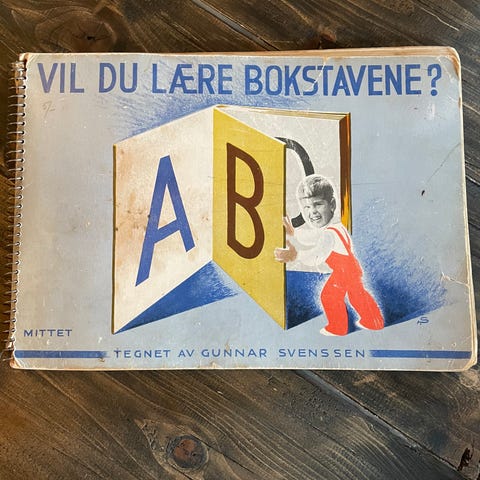 VIL DU LÆRE BOKSTAVENE?
A B
MITTET
TEGNET AV GUNNAR SVENSSEN